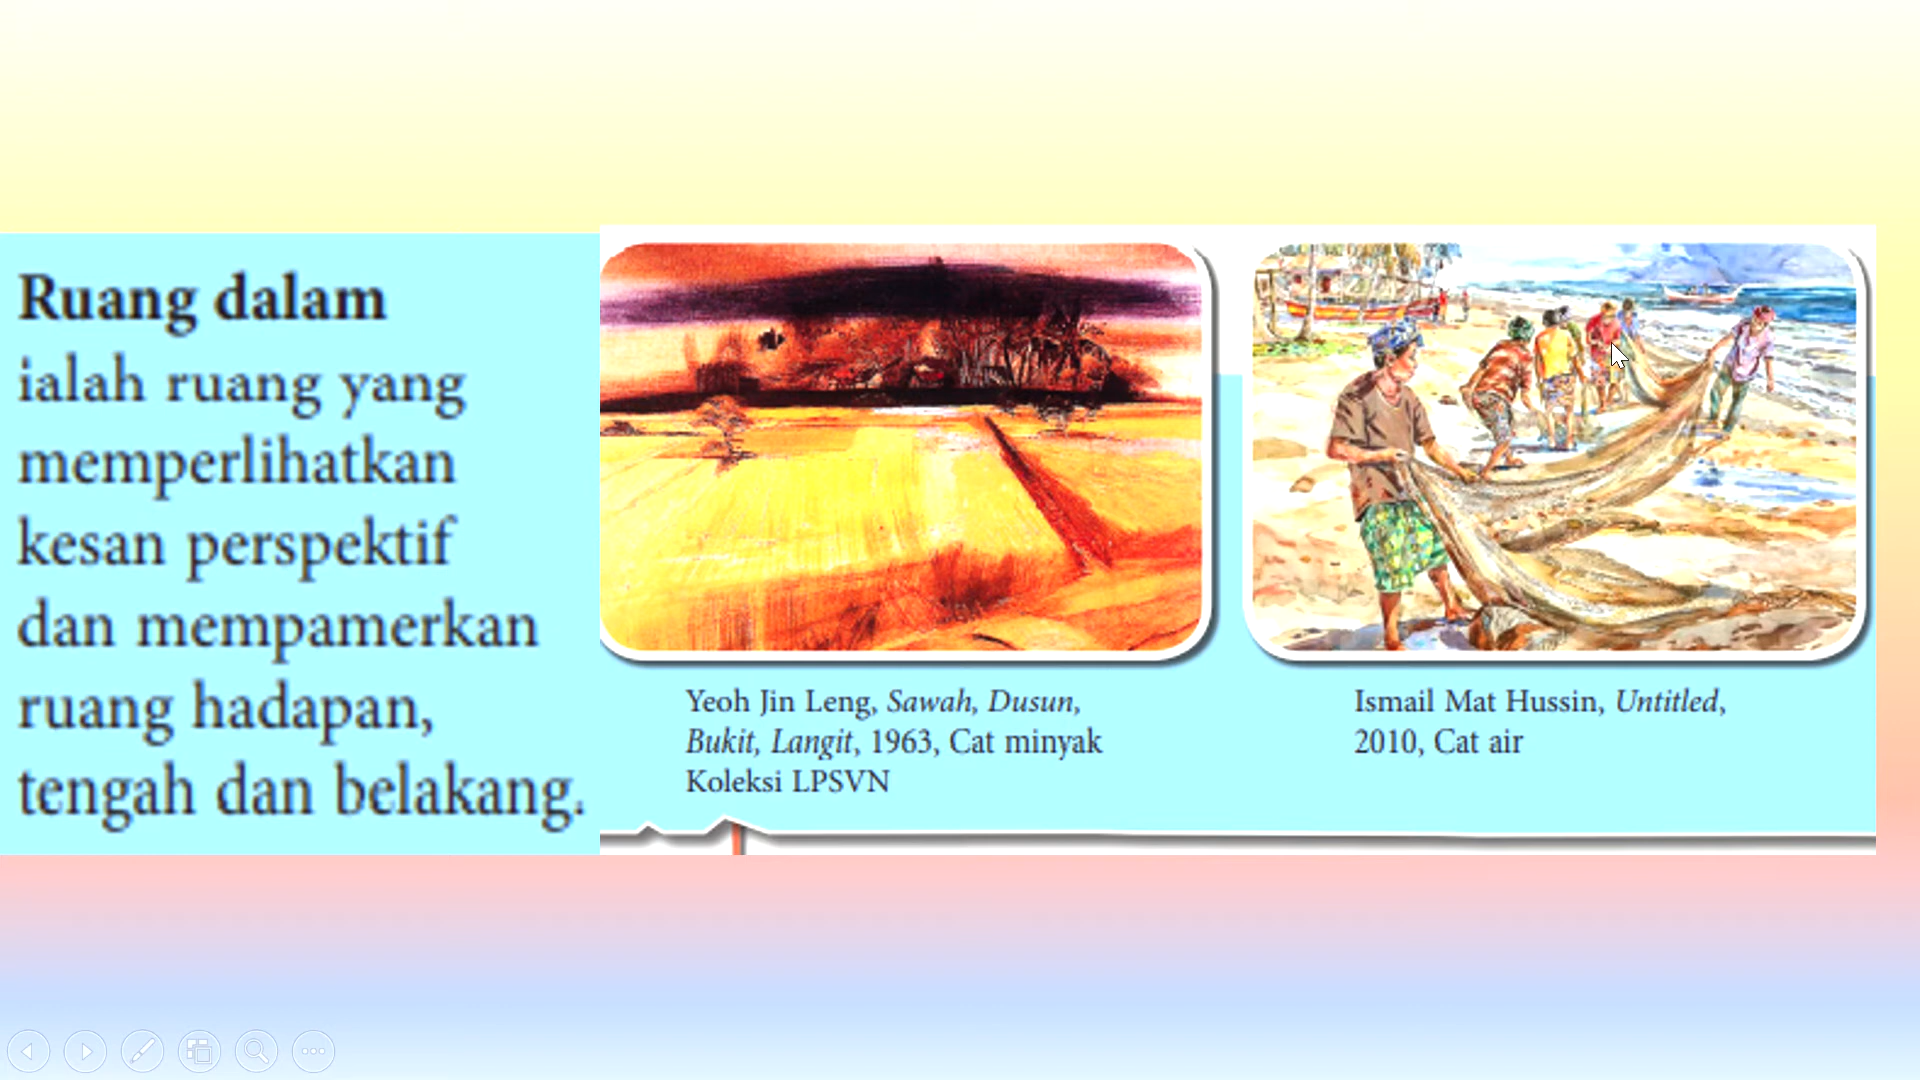 Ruang dalam
ialah ruang yang
memperlihatkan
kesan perspektif
dan mempamerkan
ruang hadapan,
tengah dan belakang.
Yeoh Jin Leng, Sawah, Dusun,
Bukit, Langit, 1963, Cat minyak
Koleksi LPSVN
Ismail Mat Hussin, Untitled,
2010, Cat air